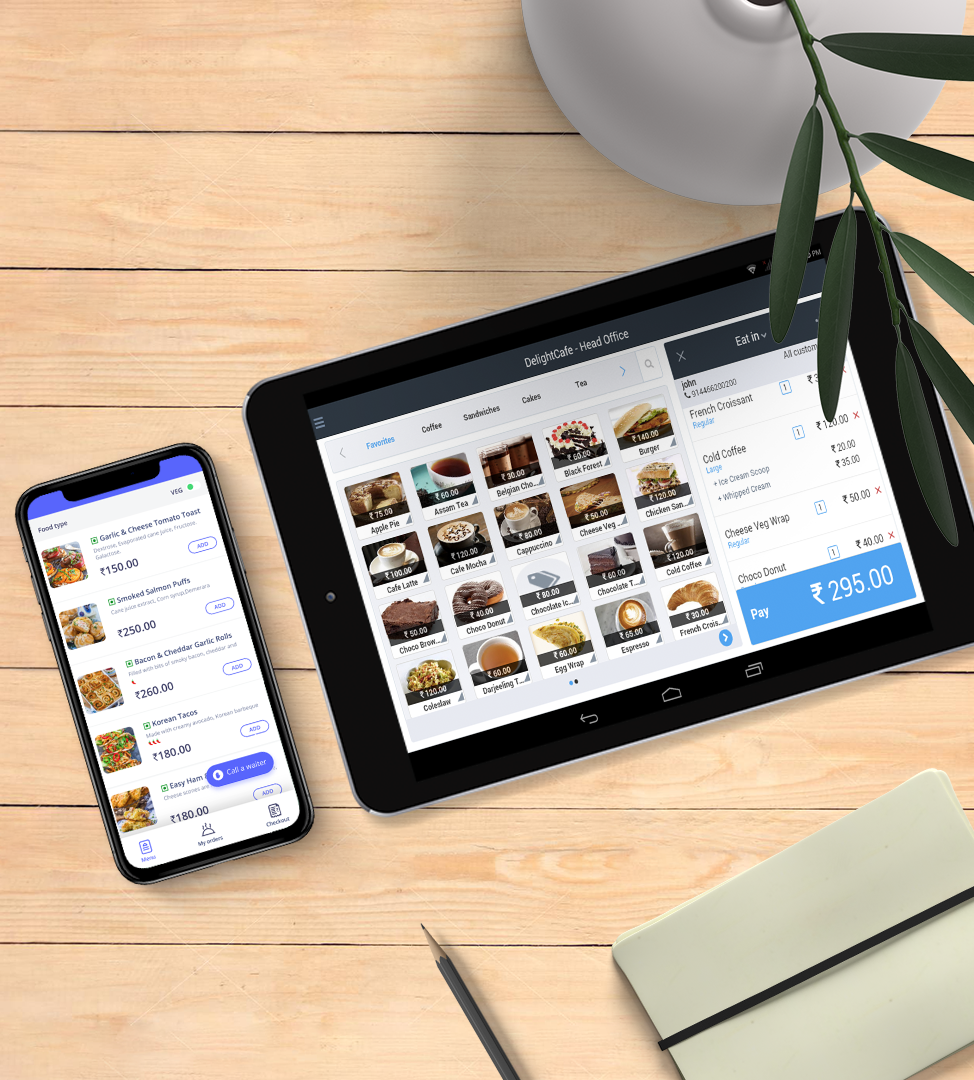 VEG
Food type
Garlic & Cheese Tomato Toast
Dextrose, Evaporated cane juice, Fructose,
Galactose,
₹150.00
ADD
Smoked Salmon Puffs
Cane juice extract, Corn syrup,Demerara
₹250.00
ADD
Bacon & Cheddar Garlic Rolls
Filled with bits of smoky bacon, cheddar and
₹260.00
ADD
Korean Tacos
Made with creamy avocado, Korean barbeque
₹180.00
ADD
Easy Ham
Cheese scones are
₹180.00
ADD
Call a waiter
Menu
My orders
Checkout
PM
DelightCafe - Head Office
Favorites
Coffee
Sandwiches
Cakes
Tea
₹ 75.00
Apple Pie
₹ 60.00
Assam Tea
₹ 30.00
Belgian Cho...
₹ 60.00
Black Forest
₹ 140.00
Burger
₹ 100.00
Cafe Latte
₹ 120.00
Cafe Mocha
₹ 80.00
Cappuccino
₹ 50.00
Cheese Veg ...
₹ 120.00
Chicken San...
₹ 50.00
Choco Brow...
₹ 40.00
Choco Donut
₹ 80.00
Chocolate Ic...
₹ 60.00
Chocolate T...
₹ 120.00
Cold Coffee
₹ 120.00
Coleslaw
₹ 60.00
Darjeeling T...
₹ 60.00
Egg Wrap
₹ 65.00
Espresso
₹ 30.00
French Crois...
Eat in
All custom
john
914466200200
French Croissant
1
Regular
Cold Coffee
1
₹ 120.00
Large
+ Ice Cream Scoop
₹ 20.00
+ Whipped Cream
₹ 35.00
Cheese Veg Wrap
1
₹ 50.00
Regular
Choco Donut
1
₹ 40.00
Pay
₹ 295.00